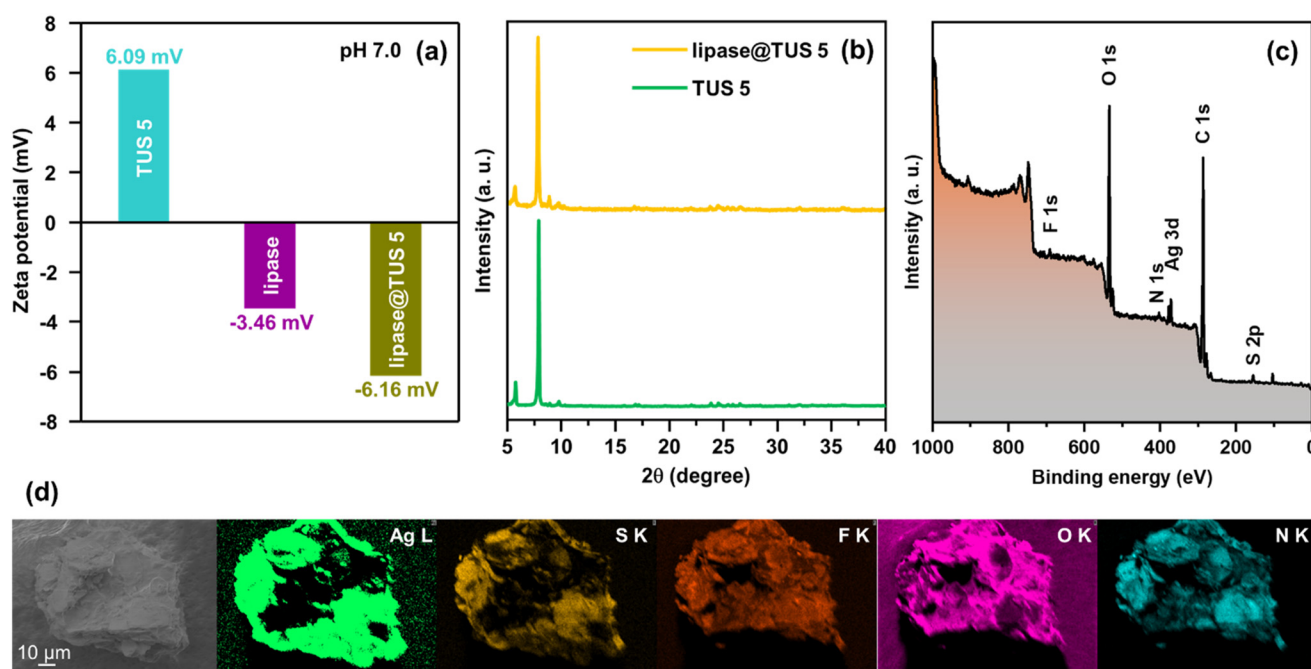 (a)
pH 7.0
Zeta potential (mV)
8
6
4
2
0
-2
-4
-6
-8
6.09 mV
TUS 5
lipase
-3.46 mV
lipase@TUS 5
-6.16 mV
(b)
lipase@TUS 5
TUS 5
Intensity (a. u.)
5 10 15 20 25 30 35 40
2θ (degree)
(c)
Intensity (a. u.)
F 1s
O 1s
N 1s
Ag 3d
C 1s
S 2p
1000 800 600 400 200 0
Binding energy (eV)
(d)
Ag L
S K
F K
O K
N K
10 μm